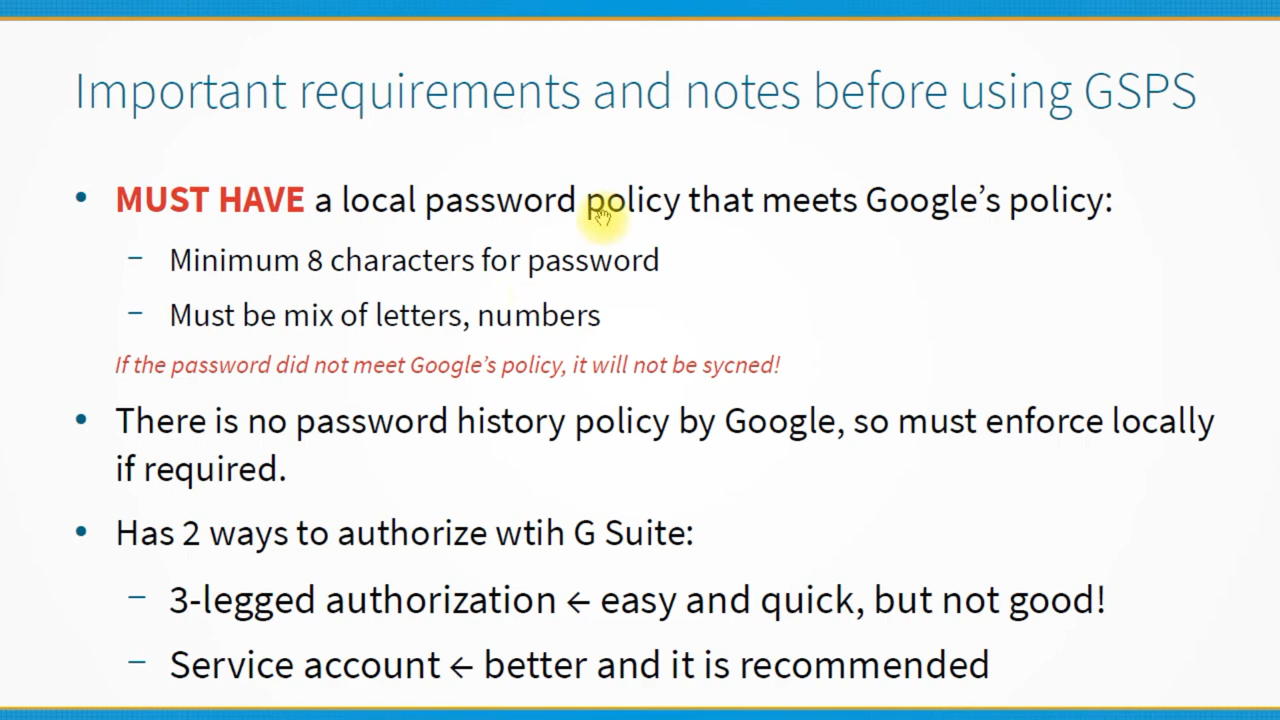 Important requirements and notes before using GSPS
• MUST HAVE a local password policy that meets Google’s policy:
– Minimum 8 characters for password
– Must be mix of letters, numbers
If the password did not meet Google’s policy, it will not be sycned!
• There is no password history policy by Google, so must enforce locally
if required.
• Has 2 ways to authorize wtih G Suite:
– 3-legged authorization ← easy and quick, but not good!
– Service account ← better and it is recommended